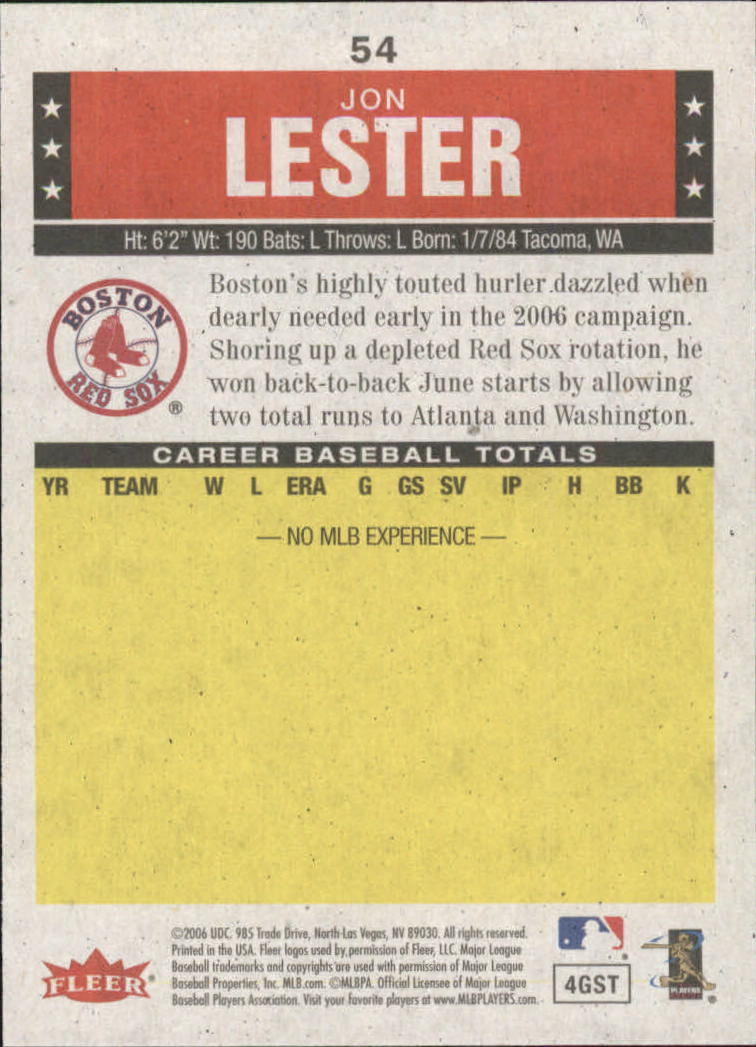 54
JON
LESTER
Ht: 6'2" Wt: 190 Bats: L Throws: L Born: 1/7/84 Tacoma, WA
BOSTON
RED SOX
®
Boston's highly touted hurler dazzled when
dearly needed early in the 2006 campaign.
Shoring up a depleted Red Sox rotation, he
won back-to-back June starts by allowing
two total runs to Atlanta and Washington.
CAREER BASEBALL TOTALS
YR TEAM W L ERA G GS SV IP H BB K
— NO MLB EXPERIENCE —
FLEER®
©2006 UDC. 985 Trade Drive, North Las Vegas, NV 89030. All rights reserved.
Printed in the USA. Fleer logos used by permission of Fleer, LLC. Major League
Baseball trademarks and copyrights are used with permission of Major League
Baseball Properties, Inc. MLB.com. ©MLBPA. Official Licensee of Major League
Baseball Players Association. Visit your favorite players at www.MLBPLAYERS.com.
4GST
PLAYERS
®